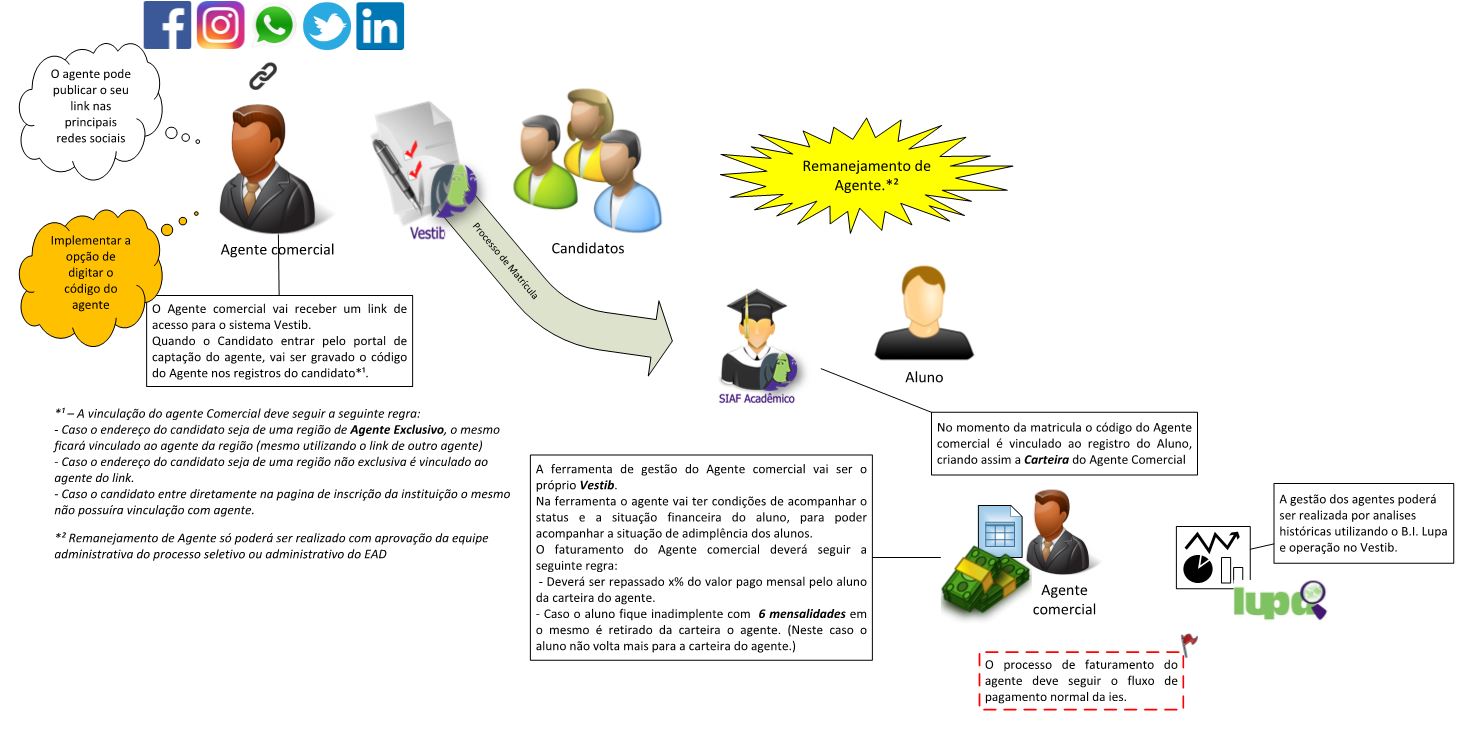 O agente pode
publicar o seu
link nas
principais
redes sociais
Implementar a
opção de
digitar o
código do
agente
Agente comercial
O Agente comercial vai receber um link de
acesso para o sistema Vestib.
Quando o Candidato entrar pelo portal de
captação do agente, vai ser gravado o código
do Agente nos registros do candidato*¹.
Vestib
Processo de Matrícula
Candidatos
Remanejamento de
Agente.*²
SIAF Acadêmico
Aluno
No momento da matricula o código do Agente
comercial é vinculado ao registro do Aluno,
criando assim a Carteira do Agente Comercial
*¹ – A vinculação do agente Comercial deve seguir a seguinte regra:
- Caso o endereço do candidato seja de uma região de Agente Exclusivo, o mesmo
ficará vinculado ao agente da região (mesmo utilizando o link de outro agente)
- Caso o endereço do candidato seja de uma região não exclusiva é vinculado ao
agente do link.
- Caso o candidato entre diretamente na pagina de inscrição da instituição o mesmo
não possuíra vinculação com agente.
*² Remanejamento de Agente só poderá ser realizado com aprovação da equipe
administrativa do processo seletivo ou administrativo do EAD
A ferramenta de gestão do Agente comercial vai ser o
próprio Vestib.
Na ferramenta o agente vai ter condições de acompanhar o
status e a situação financeira do aluno, para poder
acompanhar a situação de adimplência dos alunos.
O faturamento do Agente comercial deverá seguir a
seguinte regra:
- Deverá ser repassado x% do valor pago mensal pelo aluno
da carteira do agente.
- Caso o aluno fique inadimplente com 6 mensalidades em
o mesmo é retirado da carteira o agente. (Neste caso o
aluno não volta mais para a carteira do agente.)
Agente
comercial
A gestão dos agentes poderá
ser realizada por analises
históricas utilizando o B.I. Lupa
e operação no Vestib.
lupa
O processo de faturamento do
agente deve seguir o fluxo de
pagamento normal da ies.